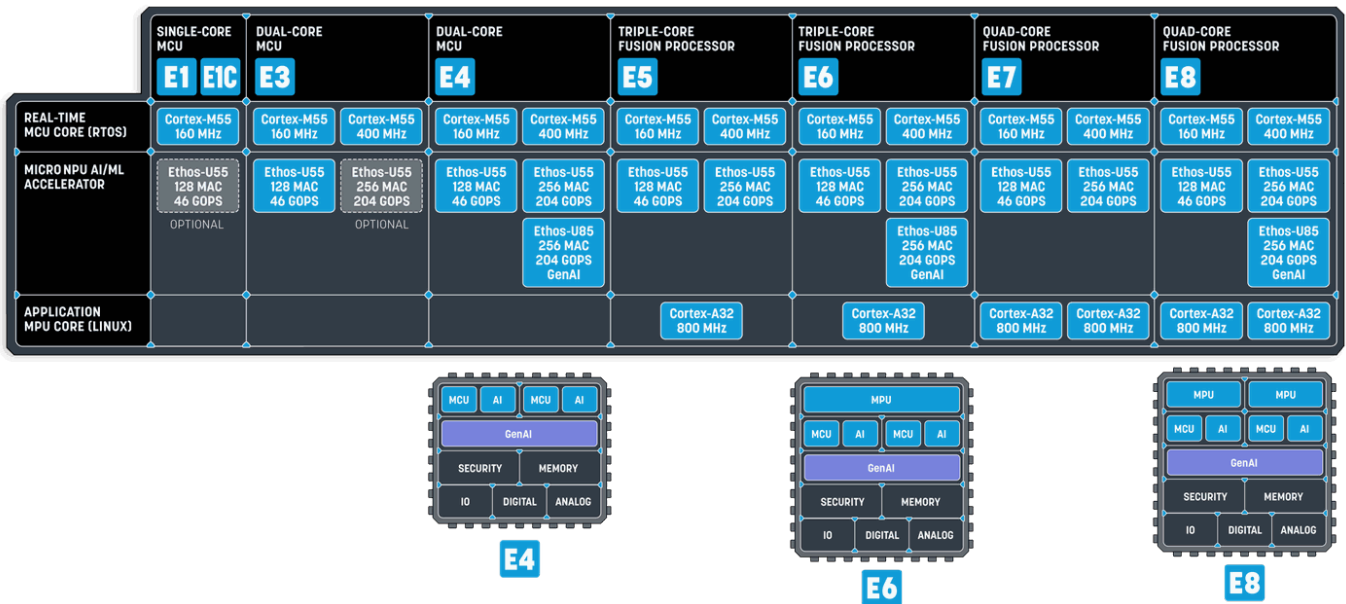 SINGLE-CORE
MCU
E1 E1C
DUAL-CORE
MCU
E3
DUAL-CORE
MCU
E4
TRIPLE-CORE
FUSION PROCESSOR
E5
TRIPLE-CORE
FUSION PROCESSOR
E6
QUAD-CORE
FUSION PROCESSOR
E7
QUAD-CORE
FUSION PROCESSOR
E8
REAL-TIME
MCU CORE (RTOS)
Cortex-M55
160 MHz
Cortex-M55
160 MHz
Cortex-M55
400 MHz
Cortex-M55
160 MHz
Cortex-M55
400 MHz
Cortex-M55
160 MHz
Cortex-M55
400 MHz
Cortex-M55
160 MHz
Cortex-M55
400 MHz
Cortex-M55
160 MHz
Cortex-M55
400 MHz
Cortex-M55
160 MHz
Cortex-M55
400 MHz
MICRO NPU AI/ML
ACCELERATOR
Ethos-U55
128 MAC
46 GOPS
OPTIONAL
Ethos-U55
128 MAC
46 GOPS
Ethos-U55
256 MAC
204 GOPS
OPTIONAL
Ethos-U55
128 MAC
46 GOPS
Ethos-U55
256 MAC
204 GOPS
Ethos-U85
256 MAC
204 GOPS
GenAI
Ethos-U55
128 MAC
46 GOPS
Ethos-U55
256 MAC
204 GOPS
Ethos-U55
128 MAC
46 GOPS
Ethos-U55
256 MAC
204 GOPS
Ethos-U85
256 MAC
204 GOPS
GenAI
Ethos-U55
128 MAC
46 GOPS
Ethos-U55
256 MAC
204 GOPS
Ethos-U55
128 MAC
46 GOPS
Ethos-U55
256 MAC
204 GOPS
Ethos-U85
256 MAC
204 GOPS
GenAI
APPLICATION
MPU CORE (LINUX)
Cortex-A32
800 MHz
Cortex-A32
800 MHz
Cortex-A32
800 MHz
Cortex-A32
800 MHz
Cortex-A32
800 MHz
Cortex-A32
800 MHz
MCU AI MCU AI
GenAI
SECURITY MEMORY
IO DIGITAL ANALOG
E4
MPU
MCU AI MCU AI
GenAI
SECURITY MEMORY
IO DIGITAL ANALOG
E6
MPU MPU
MCU AI MCU AI
GenAI
SECURITY MEMORY
IO DIGITAL ANALOG
E8